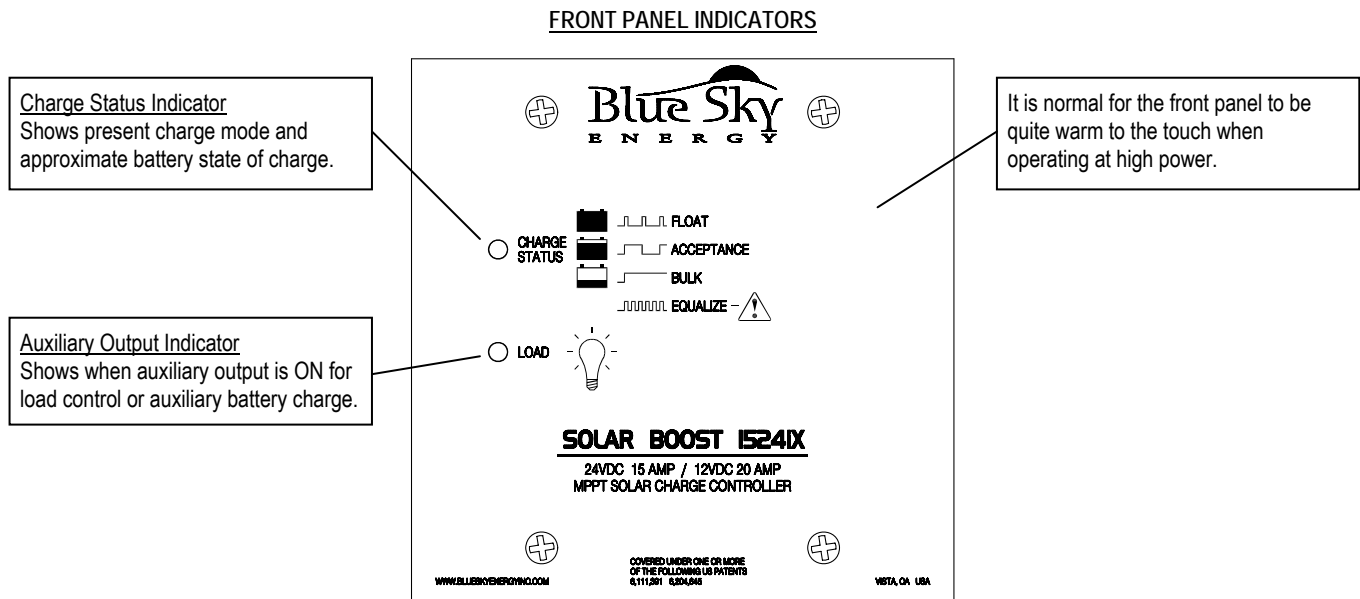 FRONT PANEL INDICATORS
Charge Status Indicator
Shows present charge mode and
approximate battery state of charge.
Blue Sky
ENERGY
It is normal for the front panel to be
quite warm to the touch when
operating at high power.
FLOAT
CHARGE
STATUS
ACCEPTANCE
BULK
EQUALIZE
Auxiliary Output Indicator
Shows when auxiliary output is ON for
load control or auxiliary battery charge.
LOAD
SOLAR BOOST 1524IX
24VDC 15 AMP / 12VDC 20 AMP
MPPT SOLAR CHARGE CONTROLLER
COVERED UNDER ONE OR MORE
OF THE FOLLOWING US PATENTS
6,111,391 6,204,645
WWW.BLUESKYENERGYINC.COM
VISTA, CA USA